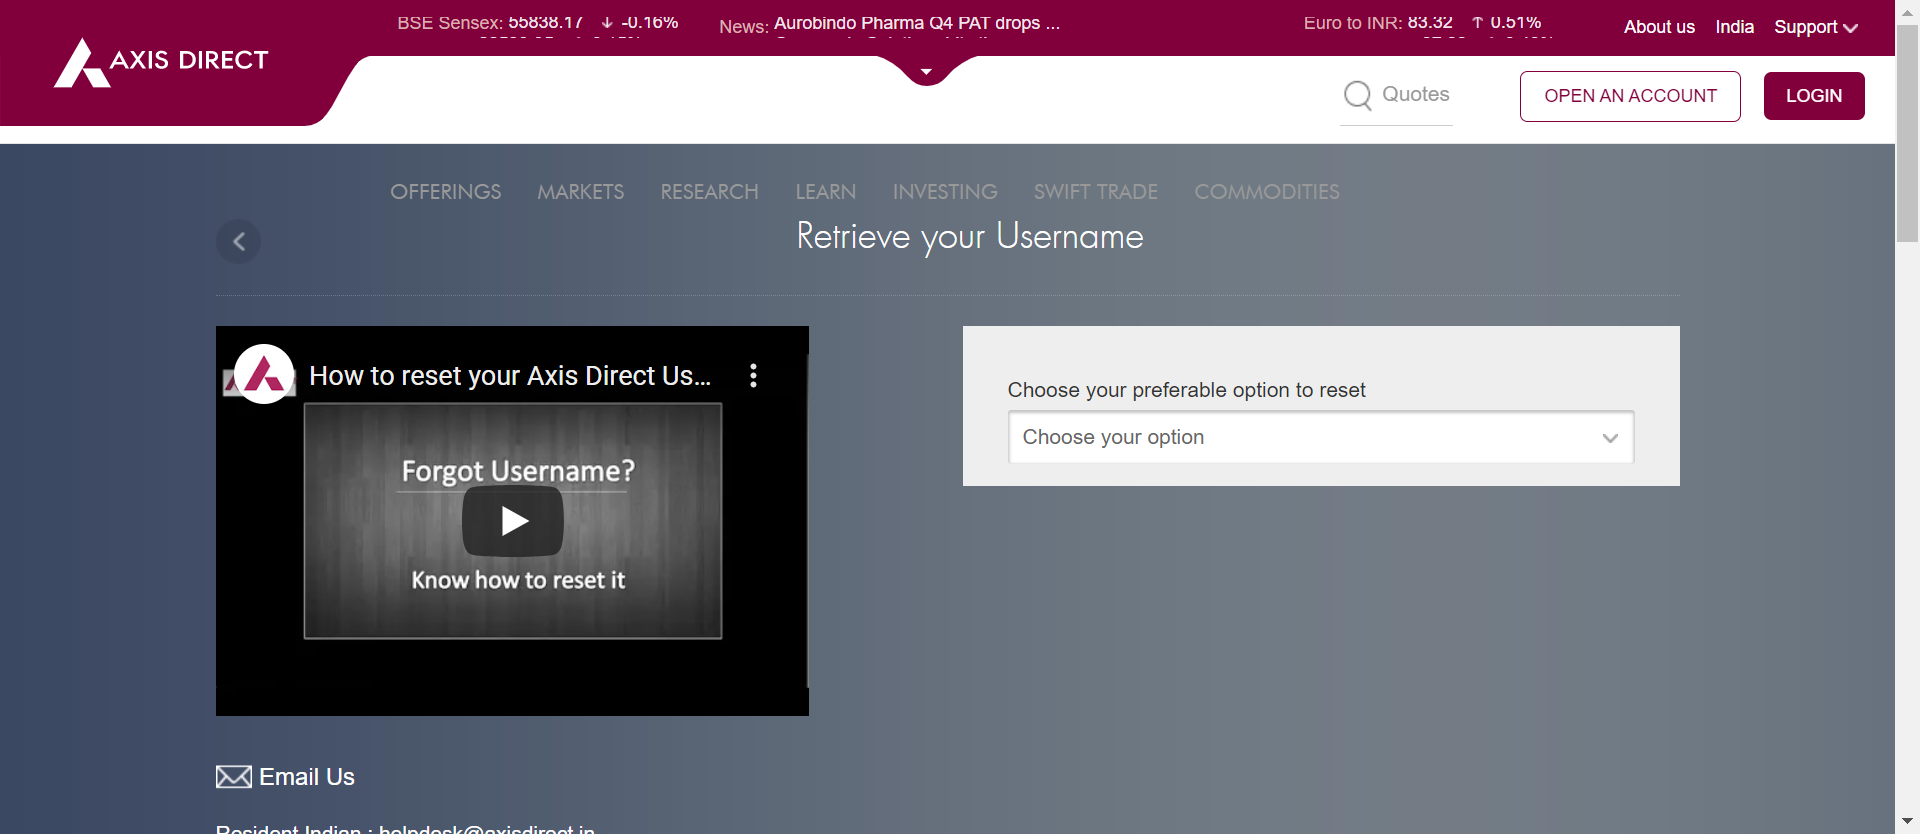 BSE Sensex: 55838.17 ↓ -0.16%
News: Aurobindo Pharma Q4 PAT drops ...
Euro to INR: 83.32 ↑ 0.51%
About us India Support
AXIS DIRECT
Quotes
OPEN AN ACCOUNT
LOGIN
OFFERINGS MARKETS RESEARCH LEARN INVESTING SWIFT TRADE COMMODITIES
Retrieve your Username
How to reset your Axis Direct Us...
Forgot Username?
Know how to reset it
Choose your preferable option to reset
Choose your option
Email Us
Resident Indian : helpdesk@axisdirect.in